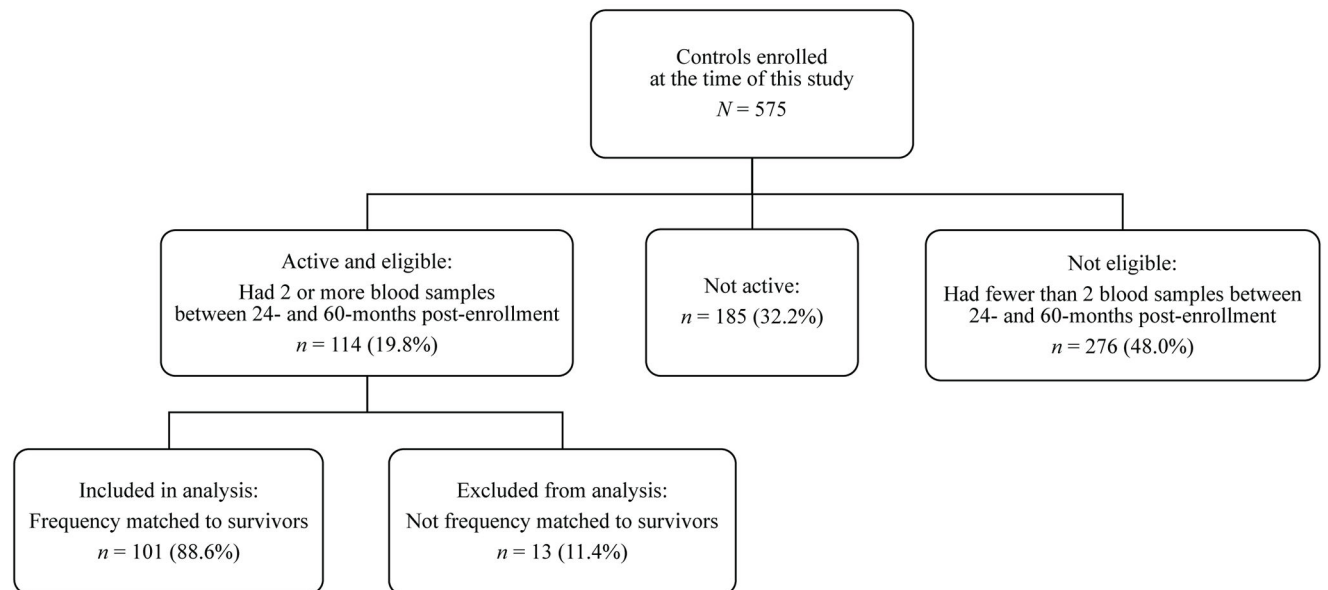 Controls enrolled
at the time of this study
N = 575
Active and eligible:
Had 2 or more blood samples
between 24- and 60-months post-enrollment
n = 114 (19.8%)
Not active:
n = 185 (32.2%)
Not eligible:
Had fewer than 2 blood samples between
24- and 60-months post-enrollment
n = 276 (48.0%)
Included in analysis:
Frequency matched to survivors
n = 101 (88.6%)
Excluded from analysis:
Not frequency matched to survivors
n = 13 (11.4%)